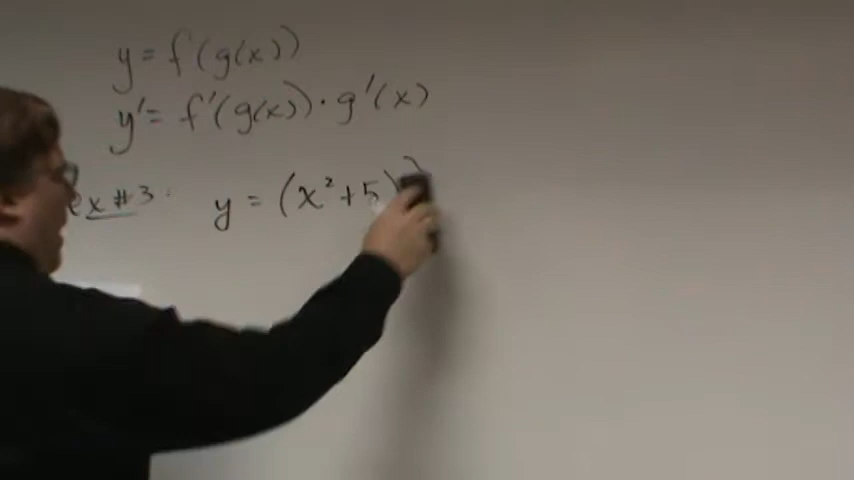 y = f(g(x))
y' = f'(g(x)) · g'(x)
ex #3: y = (x² + 5)